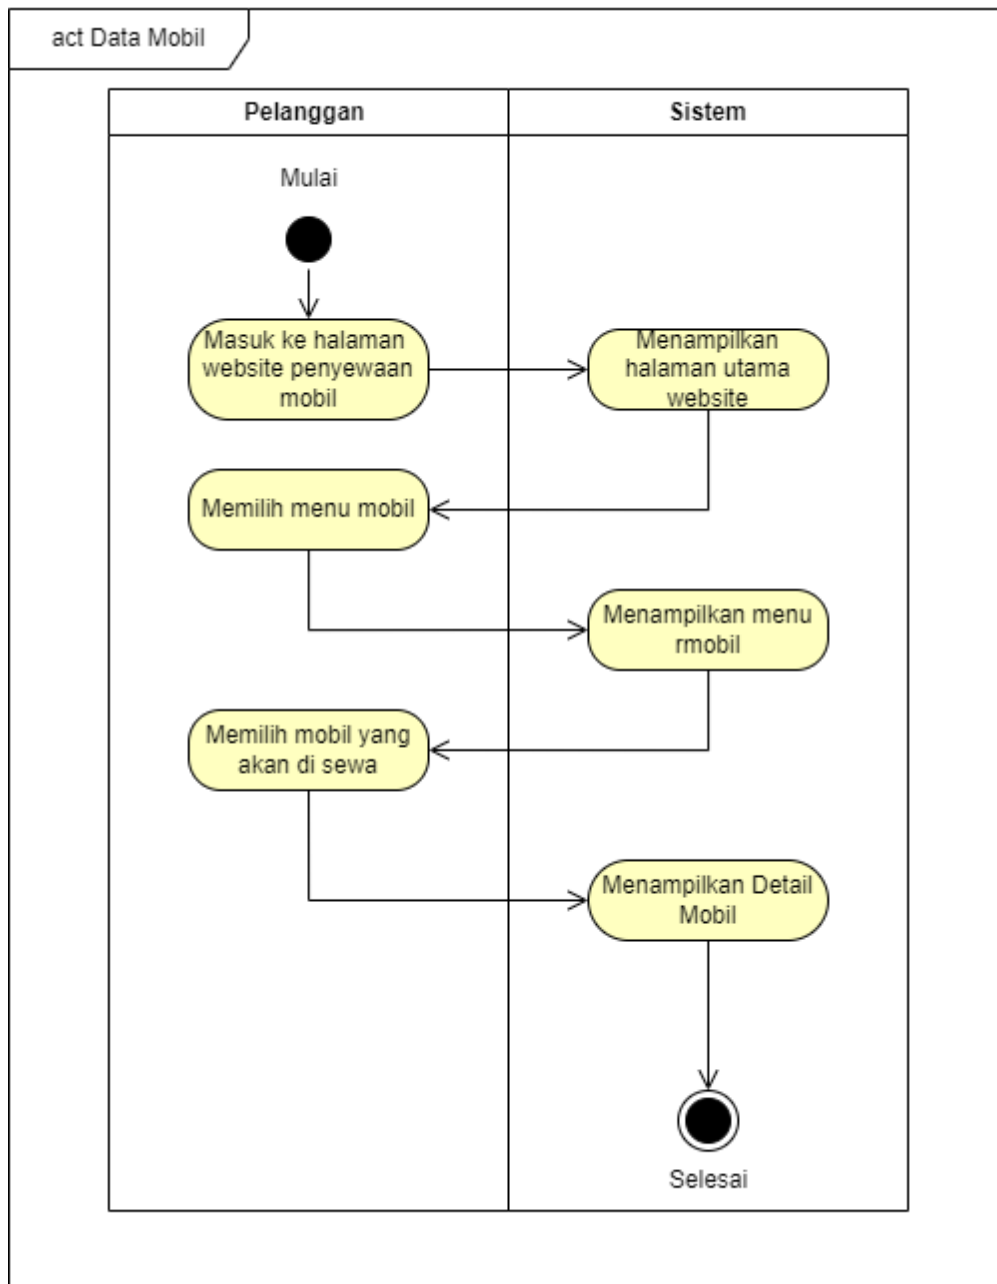 act Data Mobil
Pelanggan
Sistem
Mulai
Masuk ke halaman
website penyewaan
mobil
Menampilkan
halaman utama
website
Memilih menu mobil
Menampilkan menu
rmobil
Memilih mobil yang
akan di sewa
Menampilkan Detail
Mobil
Selesai